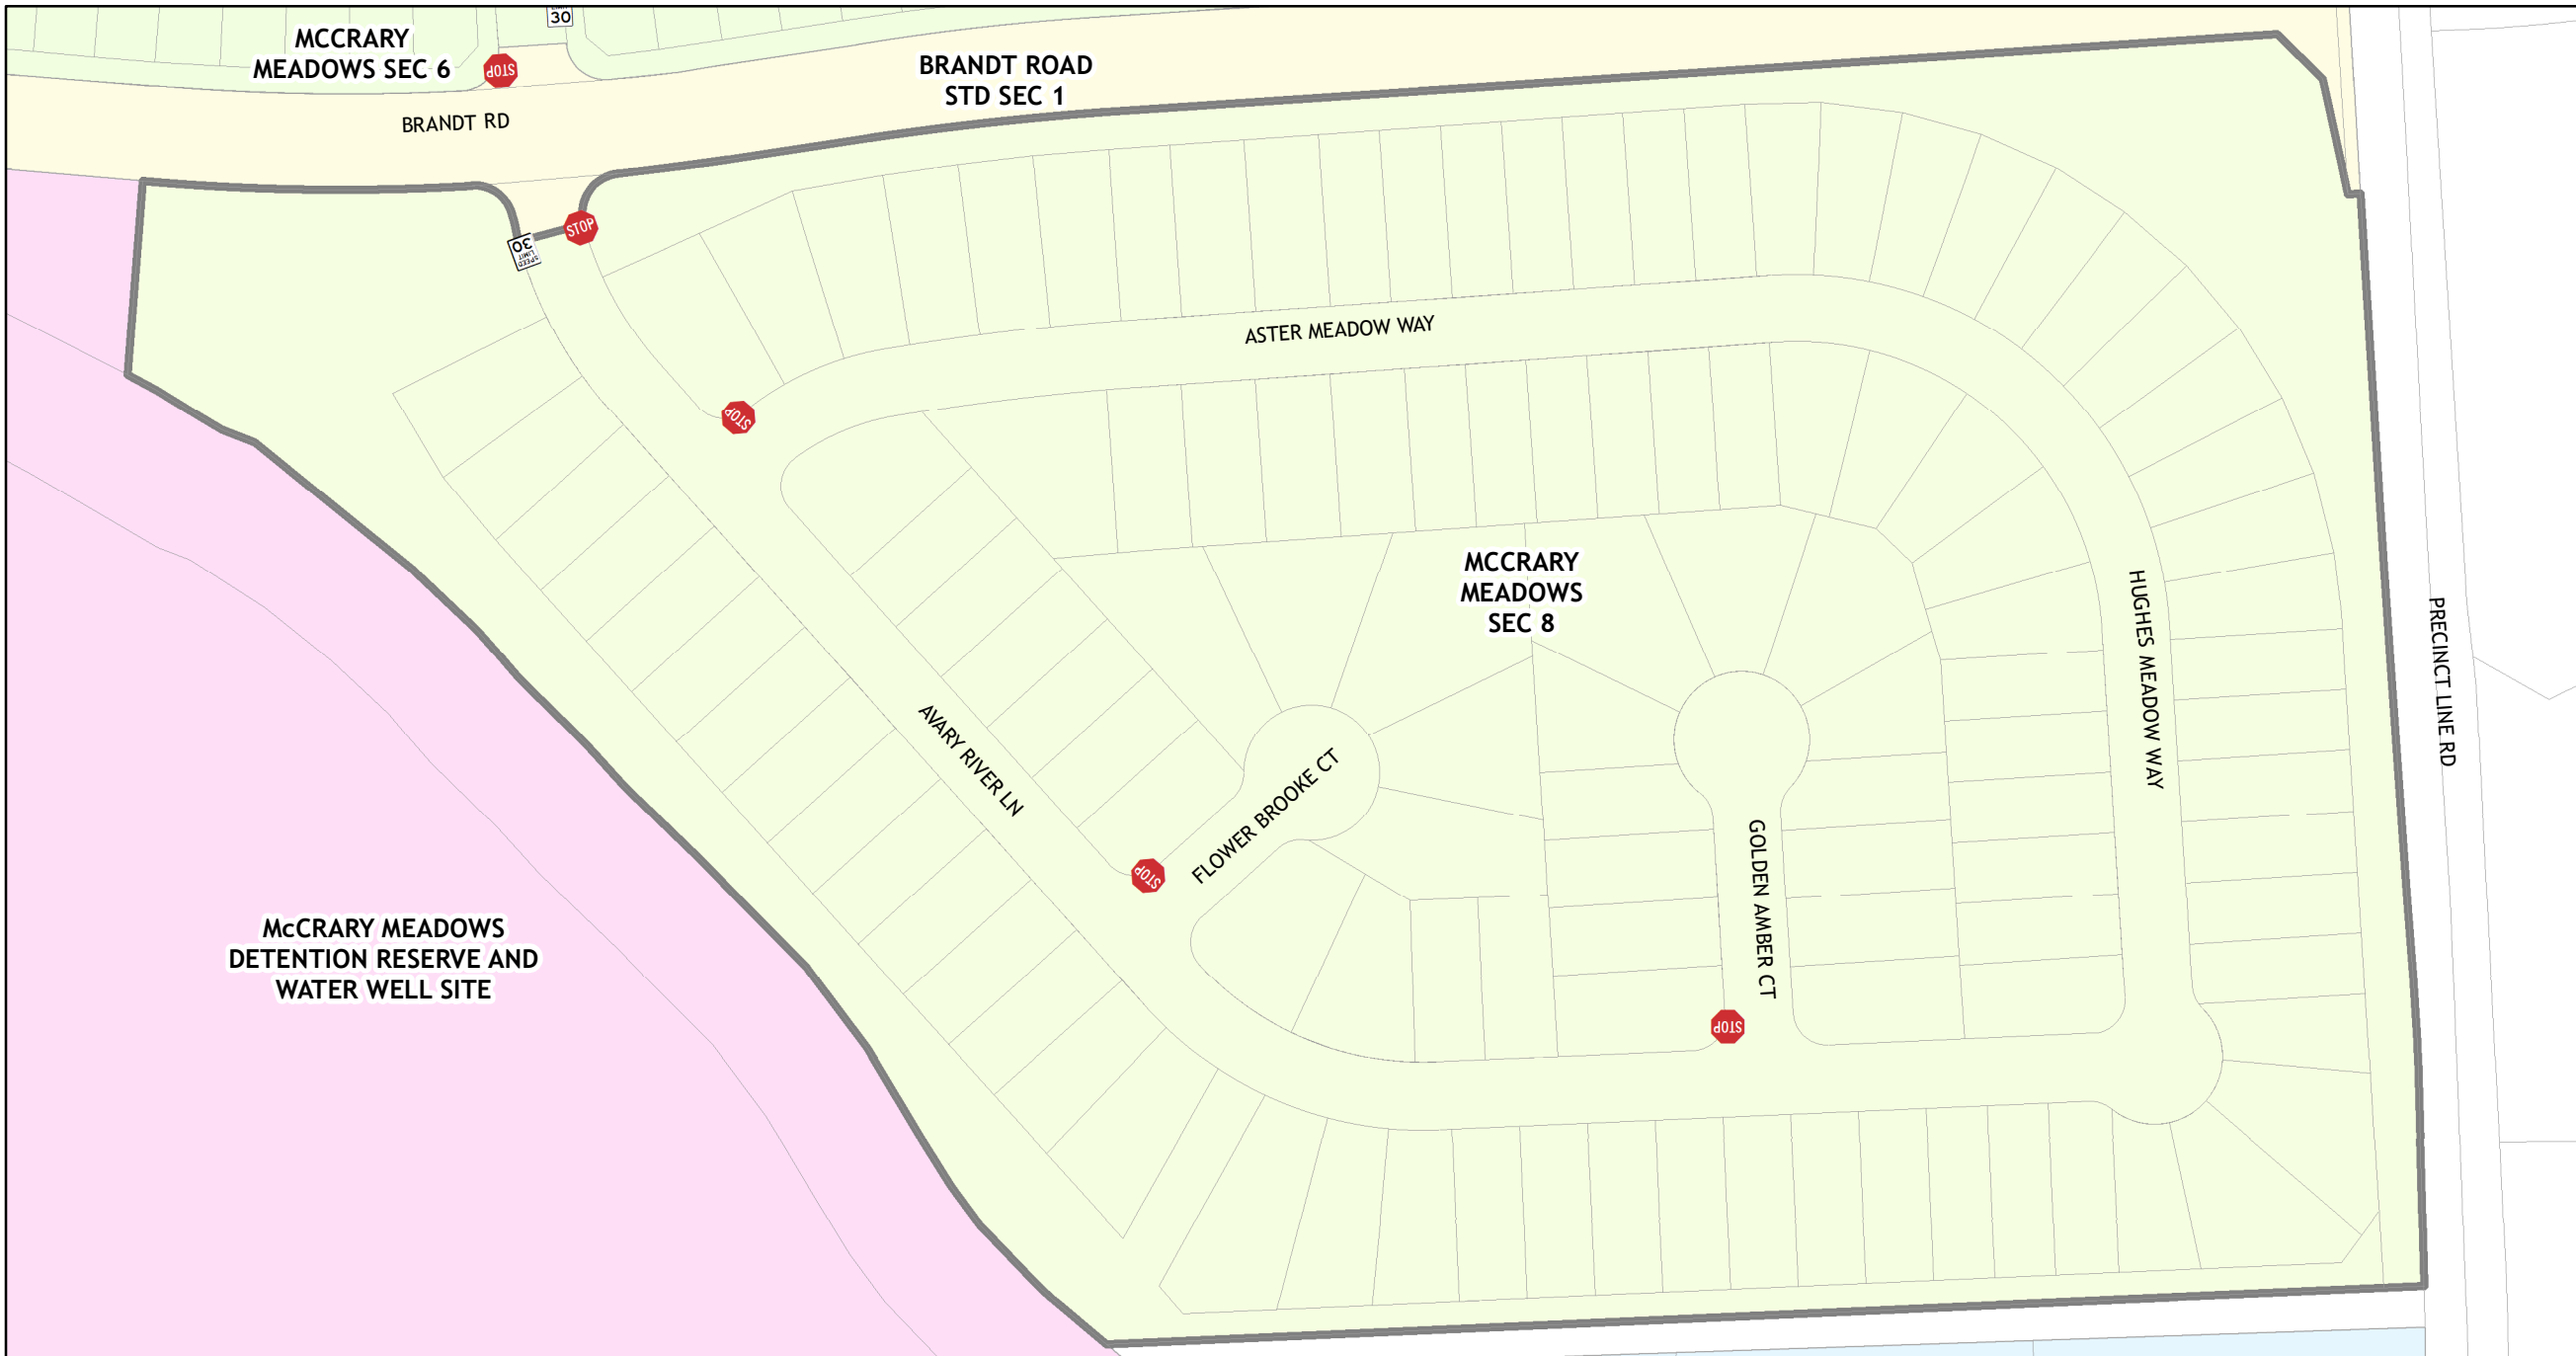 30
MCCRARY
MEADOWS SEC 6
STOP
BRANDT ROAD
STD SEC 1
BRANDT RD
STOP
SPEED
LIMIT
30
ASTER MEADOW WAY
STOP
MCCRARY
MEADOWS
SEC 8
HUGHES MEADOW WAY
PRECINCT LINE RD
AVARY RIVER LN
FLOWER BROOKE CT
GOLDEN AMBER CT
STOP
McCRARY MEADOWS
DETENTION RESERVE AND
WATER WELL SITE
STOP